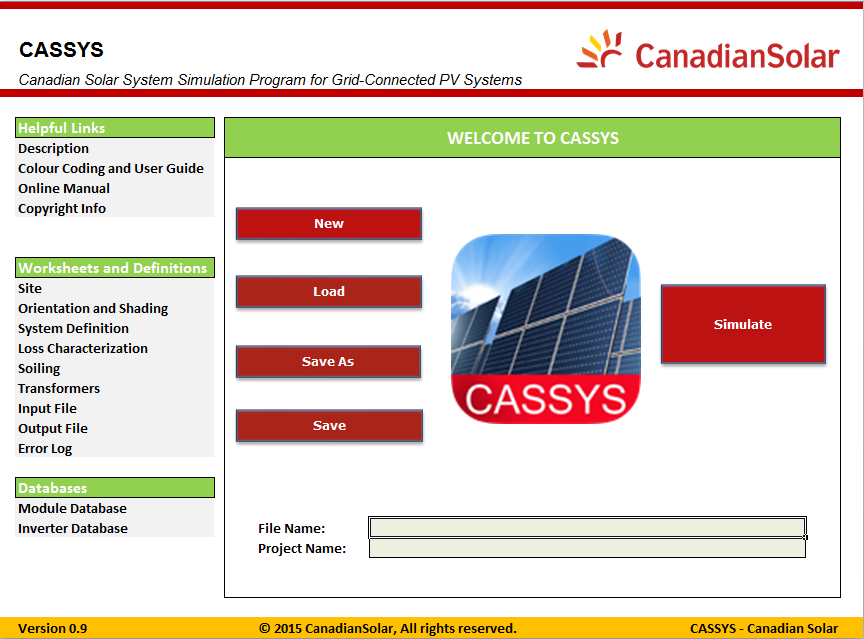 CASSYS
Canadian Solar System Simulation Program for Grid-Connected PV Systems
CanadianSolar
Helpful Links
Description
Colour Coding and User Guide
Online Manual
Copyright Info
Worksheets and Definitions
Site
Orientation and Shading
System Definition
Loss Characterization
Soiling
Transformers
Input File
Output File
Error Log
Databases
Module Database
Inverter Database
WELCOME TO CASSYS
New
Load
Save As
Save
CASSYS
Simulate
File Name:
Project Name:
Version 0.9
© 2015 CanadianSolar, All rights reserved.
CASSYS - Canadian Solar